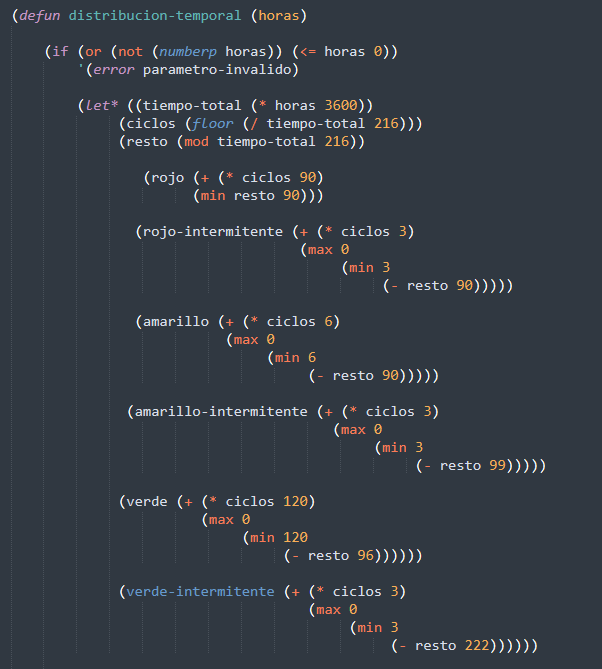 (defun distribucion-temporal (horas)
(if (or (not (numberp horas)) (<= horas 0))
'(error parametro-invalido)
(let* ((tiempo-total (* horas 3600))
(ciclos (floor (/ tiempo-total 216)))
(resto (mod tiempo-total 216))
(rojo (+ (* ciclos 90)
(min resto 90)))
(rojo-intermitente (+ (* ciclos 3)
(max 0
(min 3
(- resto 90)))))
(amarillo (+ (* ciclos 6)
(max 0
(min 6
(- resto 90)))))
(amarillo-intermitente (+ (* ciclos 3)
(max 0
(min 3
(- resto 99)))))
(verde (+ (* ciclos 120)
(max 0
(min 120
(- resto 96))))))
(verde-intermitente (+ (* ciclos 3)
(max 0
(min 3
(- resto 222))))))